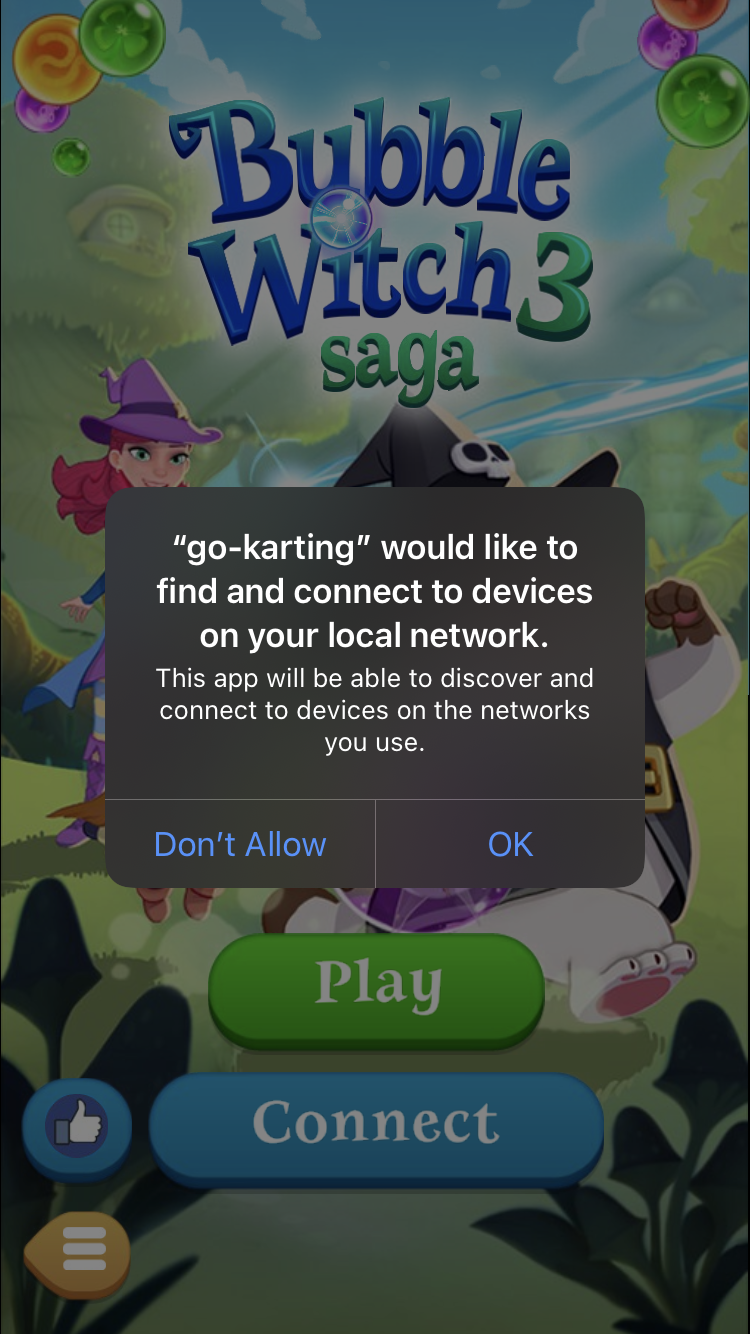 Bubble
Witch 3
saga
“go-karting” would like to
find and connect to devices
on your local network.
This app will be able to discover and
connect to devices on the networks
you use.
Don’t Allow
OK
Play
Connect